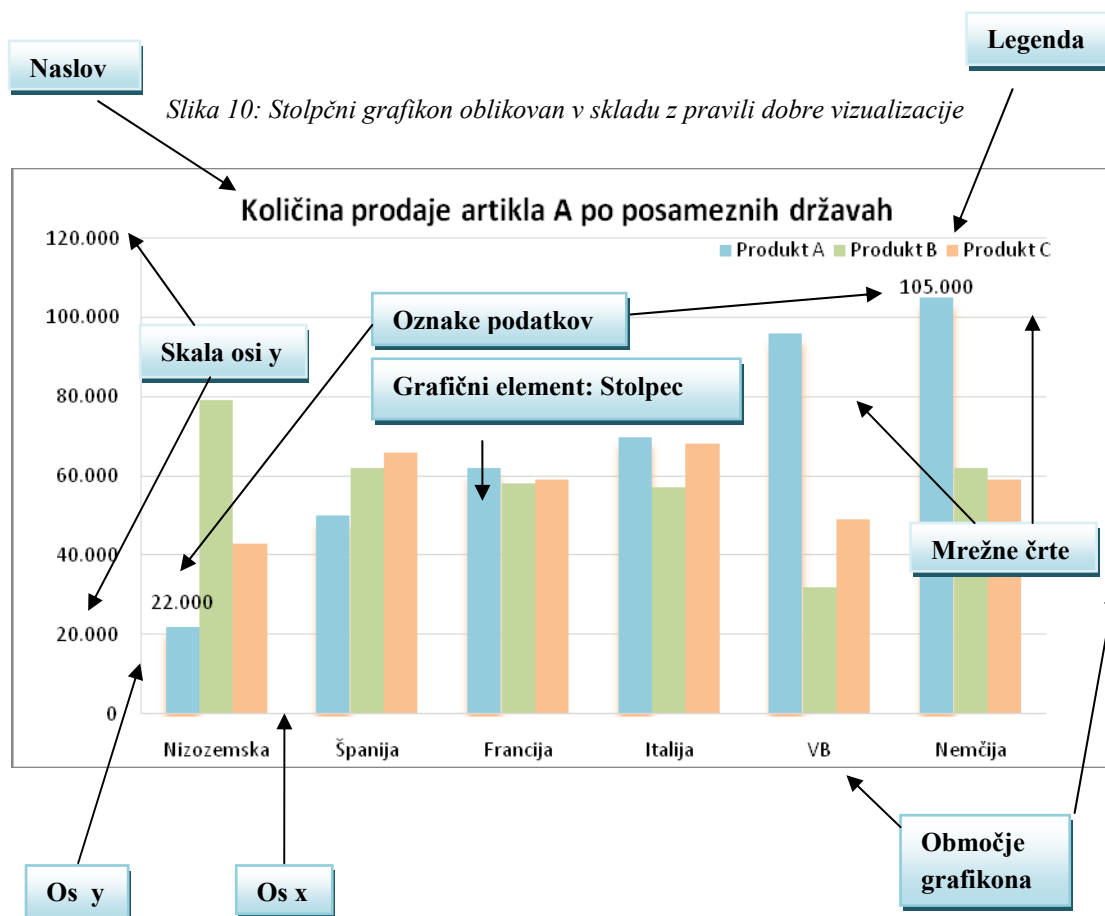 Legenda
Naslov
Slika 10: Stolpčni grafikon oblikovan v skladu z pravili dobre vizualizacije
Količina prodaje artikla A po posameznih državah
120.000
Produkt A Produkt B Produkt C
105.000
100.000
Oznake podatkov
Skala osi y
Grafični element: Stolpec
80.000
60.000
Mrežne črte
40.000
22.000
20.000
0
Nizozemska Španija Francija Italija VB Nemčija
Območje
grafikona
Os y
Os x